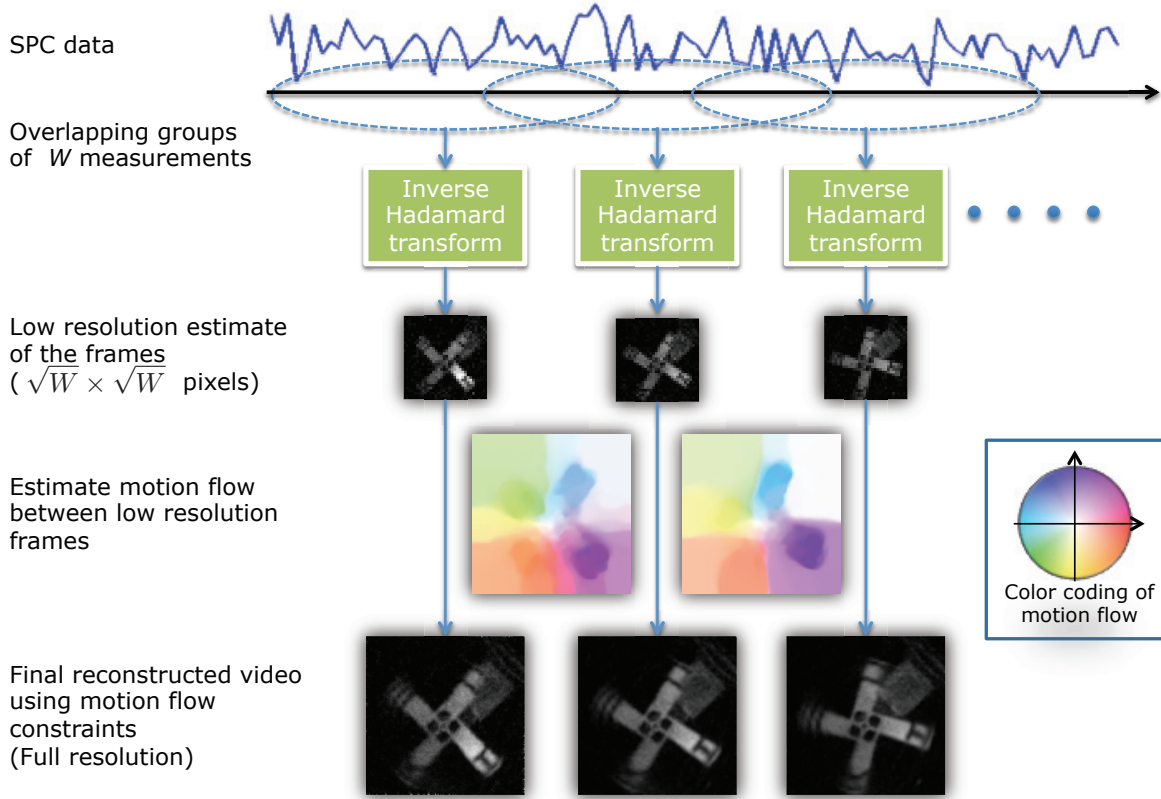 SPC data
Overlapping groups
of W measurements
Inverse
Hadamard
transform
Inverse
Hadamard
transform
Inverse
Hadamard
transform
Low resolution estimate
of the frames
( √W × √W pixels)
Estimate motion flow
between low resolution
frames
Color coding of
motion flow
Final reconstructed video
using motion flow
constraints
(Full resolution)